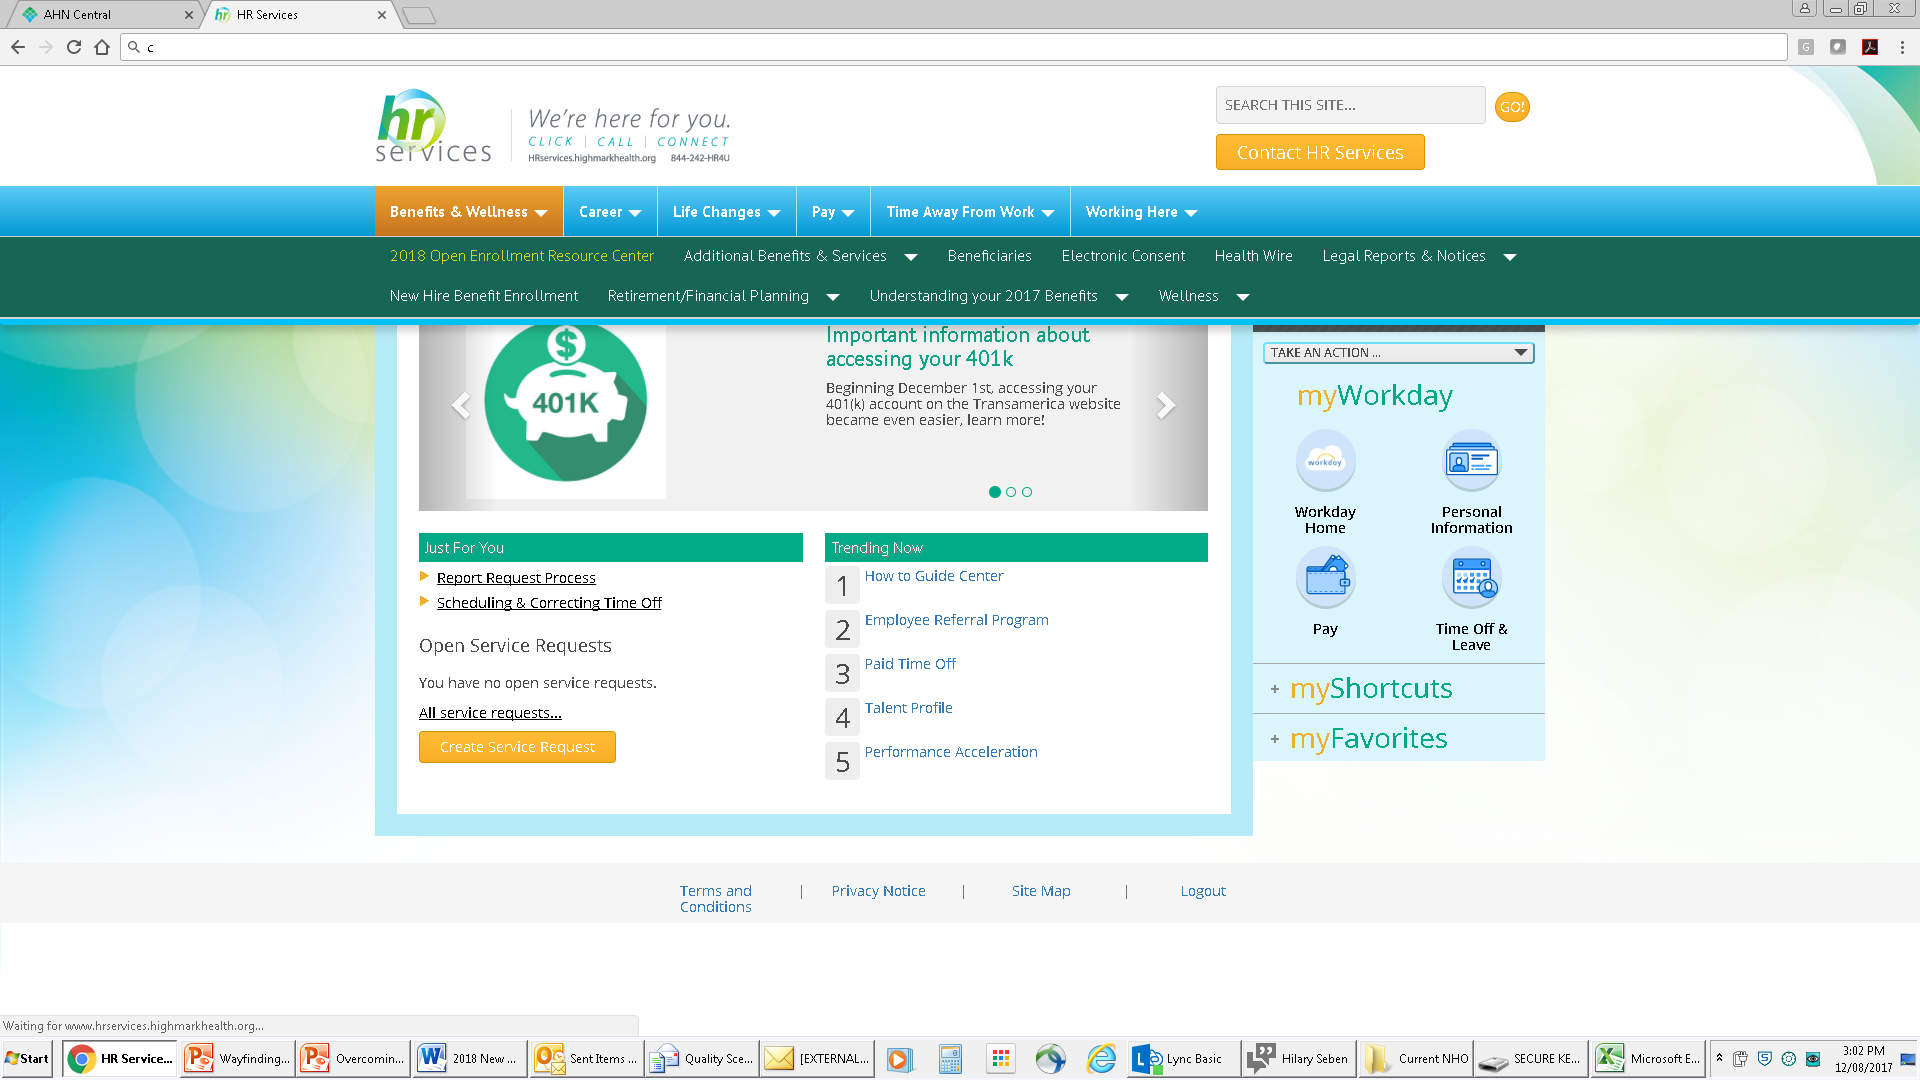 AHN Central
HR Services
c
hr
services
We're here for you.
CLICK | CALL | CONNECT
HRservices.highmarkhealth.org 844-242-HR4U
SEARCH THIS SITE...
GO!
Contact HR Services
Benefits & Wellness
Career
Life Changes
Pay
Time Away From Work
Working Here
2018 Open Enrollment Resource Center
Additional Benefits & Services
Beneficiaries
Electronic Consent
Health Wire
Legal Reports & Notices
New Hire Benefit Enrollment
Retirement/Financial Planning
Understanding your 2017 Benefits
Wellness
$
401K
Important information about
accessing your 401k
Beginning December 1st, accessing your
401(k) account on the Transamerica website
became even easier, learn more!
TAKE AN ACTION ...
myWorkday
workday
Workday
Home
Personal
Information
Pay
Time Off &
Leave
+ myShortcuts
+ myFavorites
Just For You
Report Request Process
Scheduling & Correcting Time Off
Open Service Requests
You have no open service requests.
All service requests...
Create Service Request
Trending Now
1 How to Guide Center
2 Employee Referral Program
3 Paid Time Off
4 Talent Profile
5 Performance Acceleration
Terms and
Conditions
| Privacy Notice
| Site Map
| Logout
Waiting for www.hrservices.highmarkhealth.org...
Start
HR Service...
Wayfinding...
Overcomin...
2018 New ...
Sent Items ...
Quality Sce...
[EXTERNAL...
Lync Basic
Hilary Seben
Current NHO
SECURE KE...
Microsoft E...
3:02 PM
12/08/2017